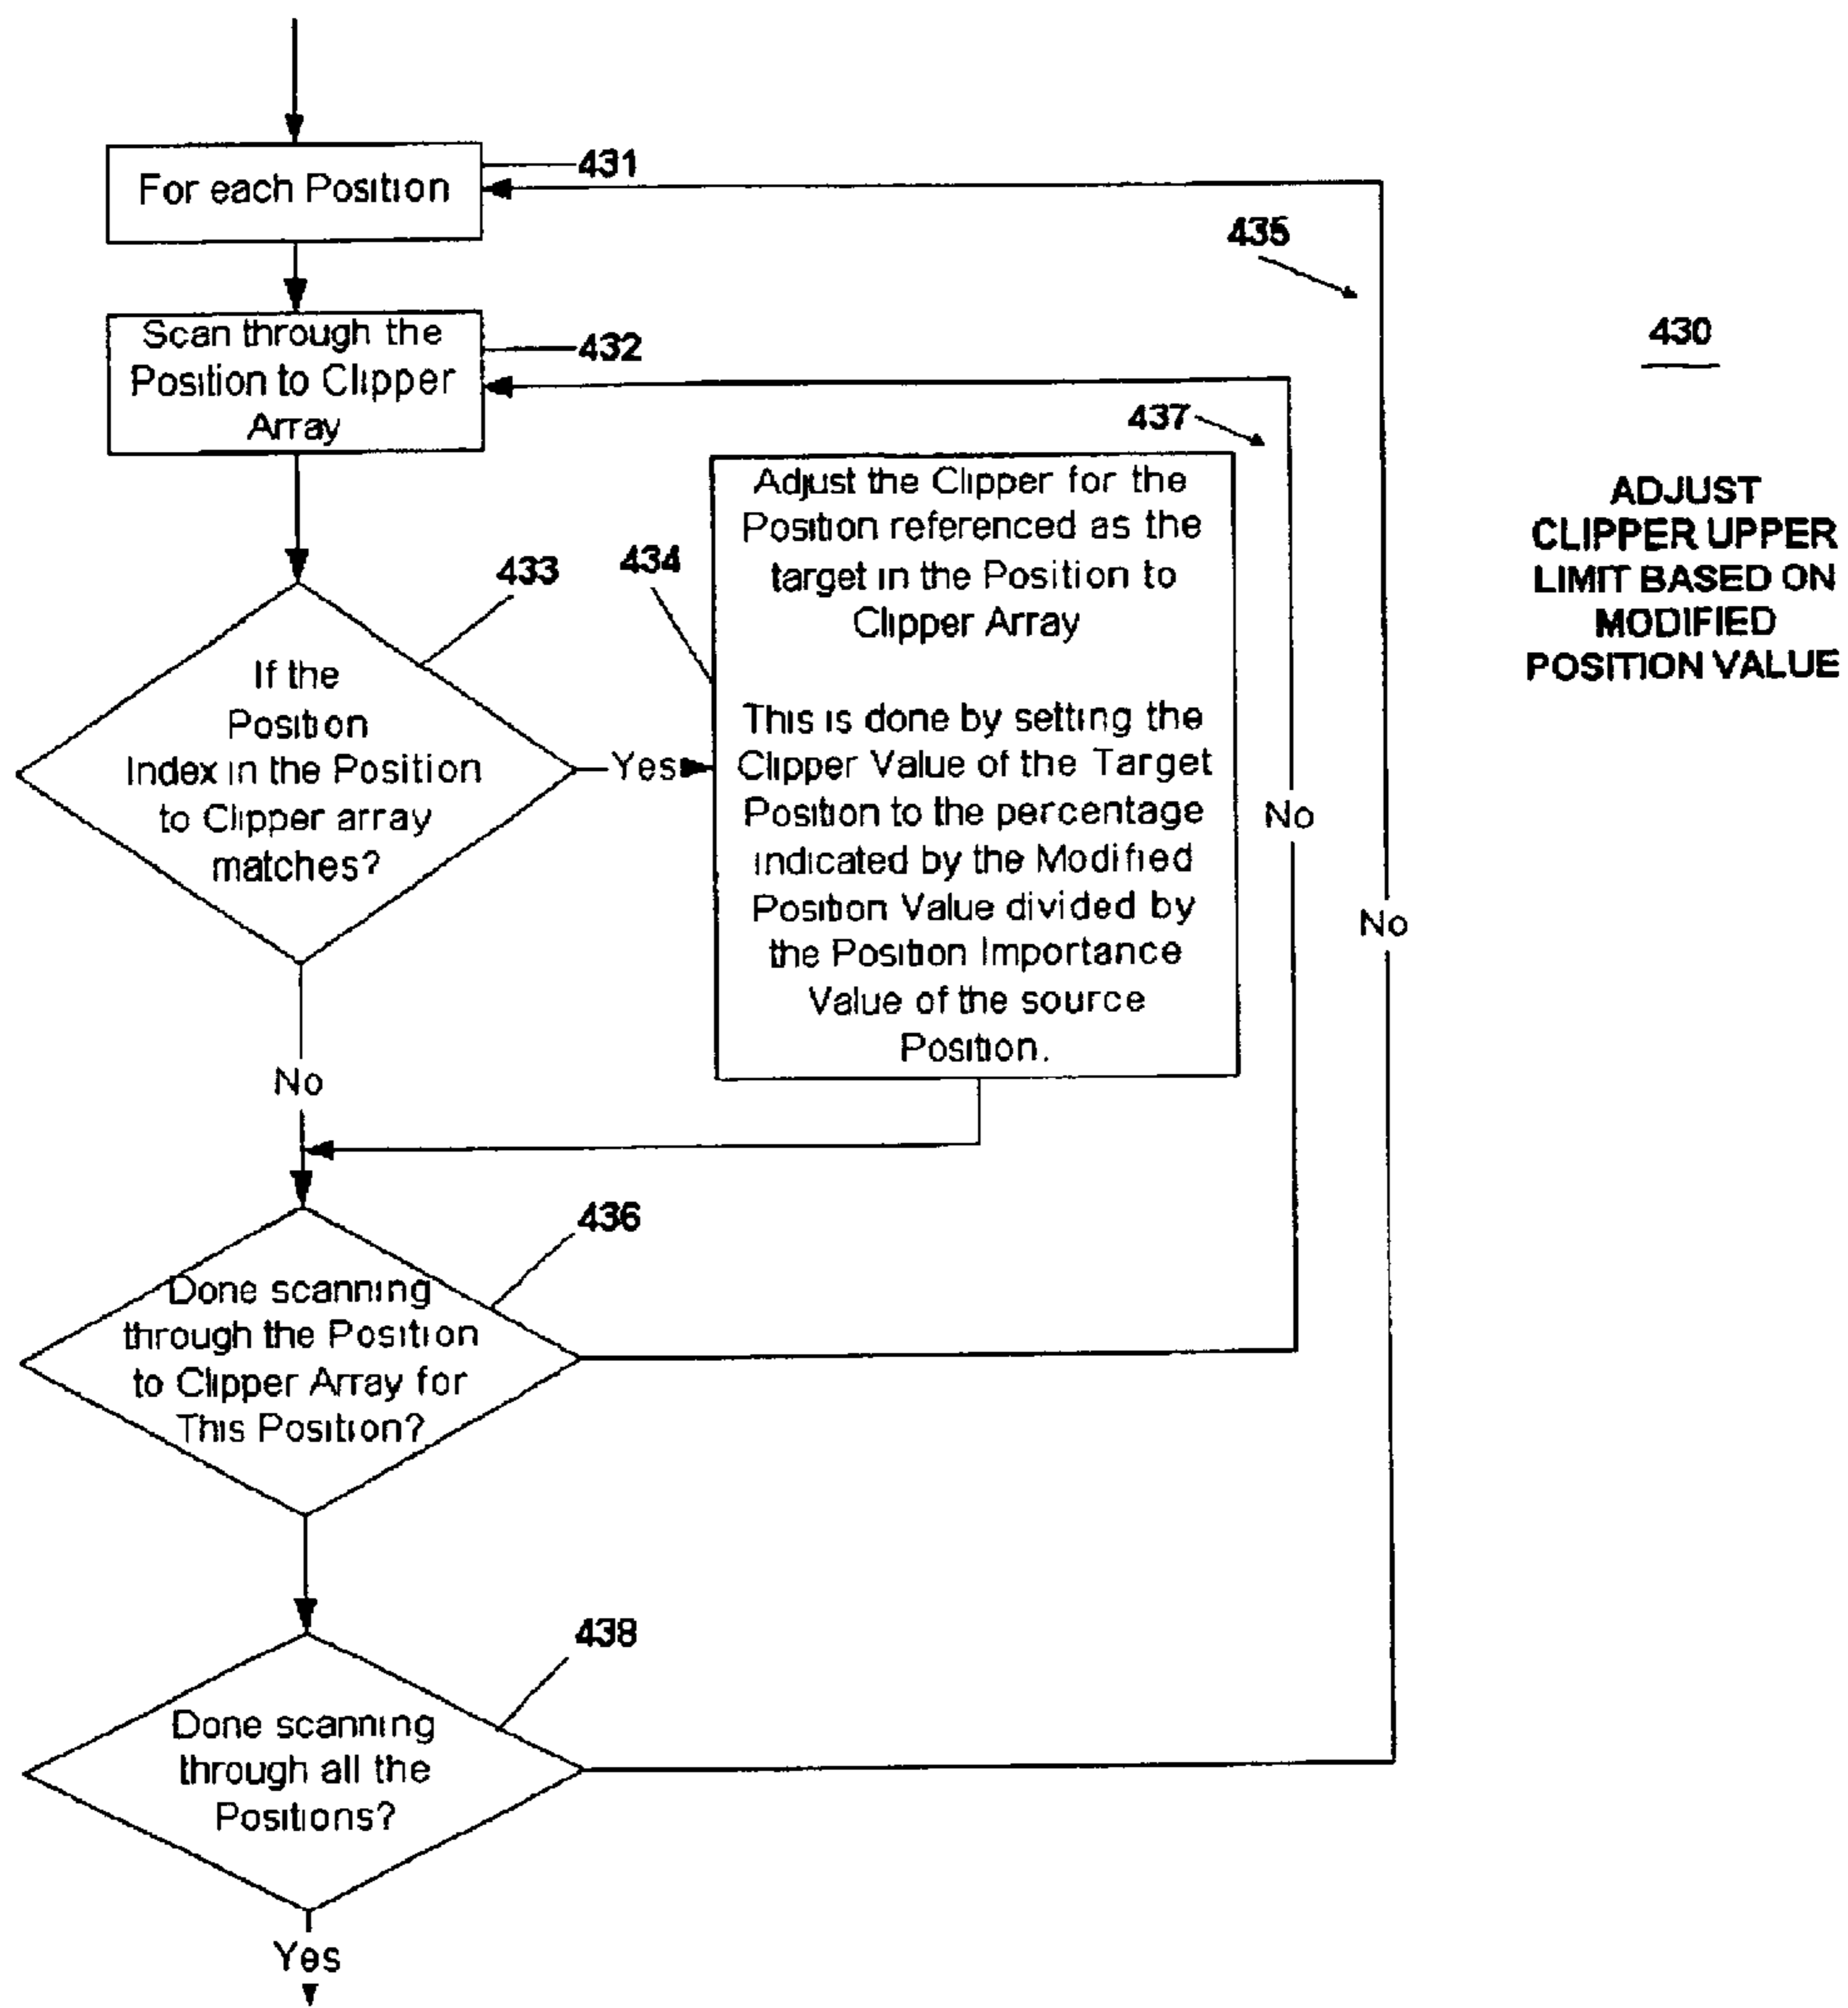 For each Position
431
435
Scan through the
Position to Clipper
Array
432
437
430
ADJUST
CLIPPER UPPER
LIMIT BASED ON
MODIFIED
POSITION VALUE
If the
Position
Index in the Position
to Clipper array
matches?
433
Yes
434
Adjust the Clipper for the
Position referenced as the
target in the Position to
Clipper Array
This is done by setting the
Clipper Value of the Target
Position to the percentage
indicated by the Modified
Position Value divided by
the Position Importance
Value of the source
Position.
No
No
No
Done scanning
through the Position
to Clipper Array for
This Position?
436
Done scanning
through all the
Positions?
438
Yes